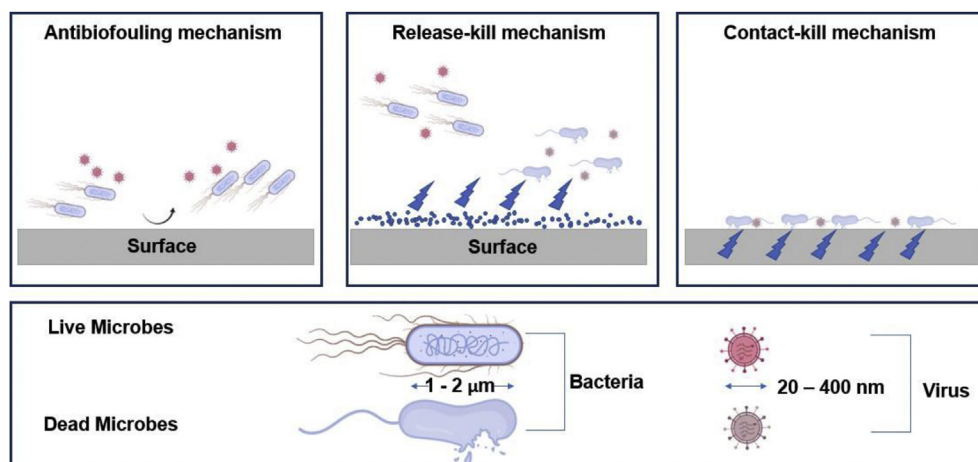 Antibiofouling mechanism
Release-kill mechanism
Contact-kill mechanism
Surface
Surface
Live Microbes
1 - 2 µm
Bacteria
20 – 400 nm
Virus
Dead Microbes